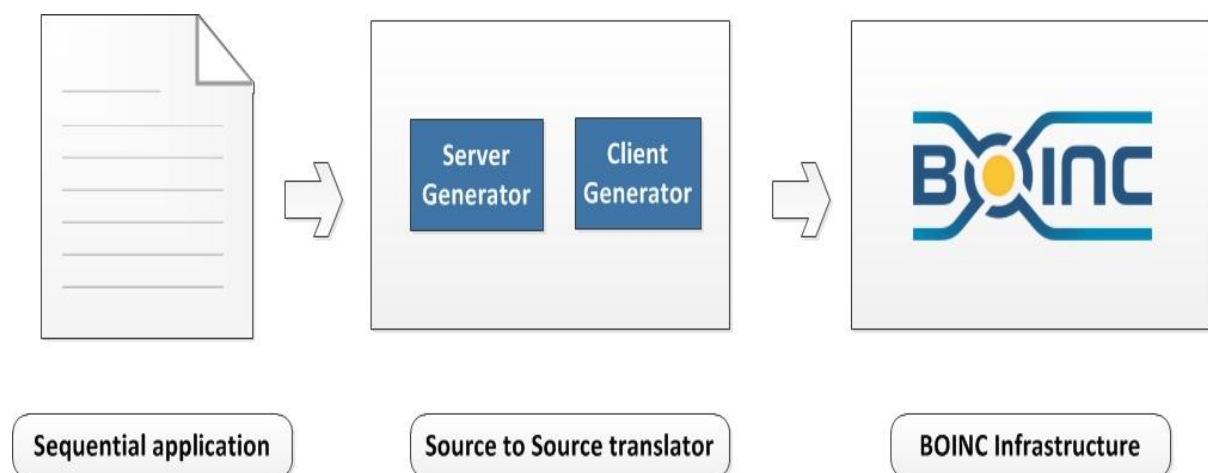 Server
Generator
Client
Generator
BOINC
Sequential application
Source to Source translator
BOINC Infrastructure